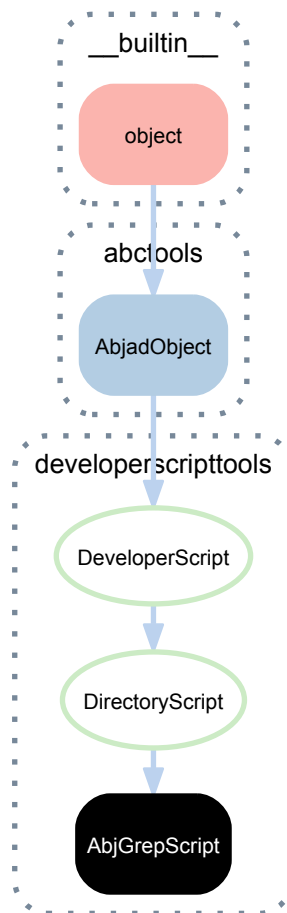 __builtin__
object
abctools
AbjadObject
developerscripttools
DeveloperScript
DirectoryScript
AbjGrepScript